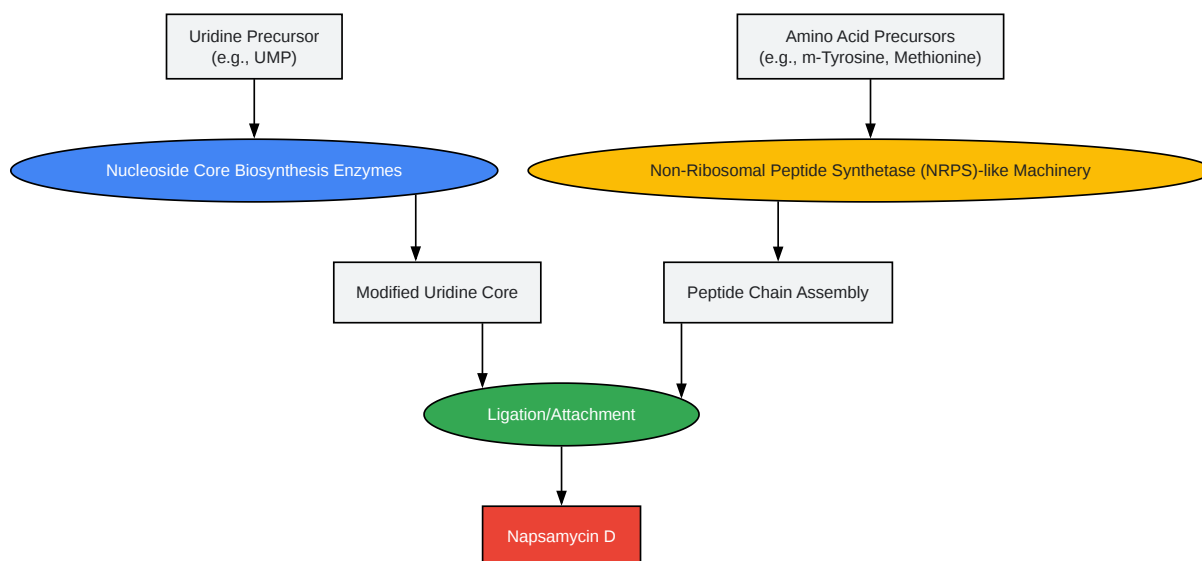 Uridine Precursor
(e.g., UMP)
Amino Acid Precursors
(e.g., m-Tyrosine, Methionine)
Nucleoside Core Biosynthesis Enzymes
Non-Ribosomal Peptide Synthetase (NRPS)-like Machinery
Modified Uridine Core
Peptide Chain Assembly
Ligation/Attachment
Napsamycin D